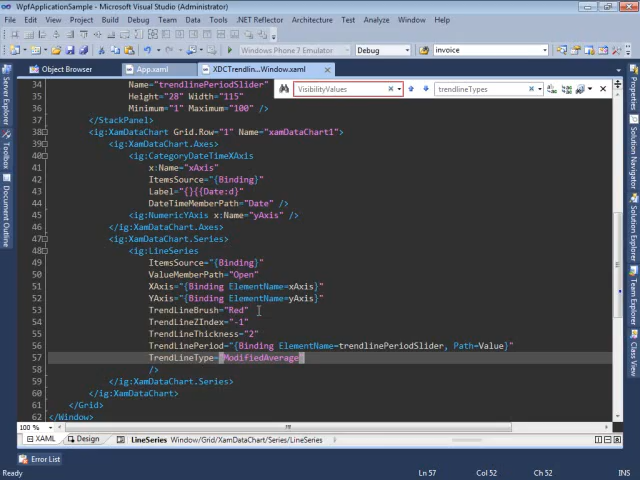 WpfApplicationSample - Microsoft Visual Studio (Administrator)
File Edit View Project Build Debug Team Data Tools .NET Reflector Architecture Test Analyze Window Help
Windows Phone 7 Emulator Debug invoice
Object Browser App.xaml XDCTrendlin...Window.xaml
VisibilityValues trendlineTypes
34 Name="trendlinePeriodSlider"
35 Height="28" Width="115"
36 Minimum="1" Maximum="100" />
37 </StackPanel>
38 <ig:XamDataChart Grid.Row="1" Name="xamDataChart1">
39 <ig:XamDataChart.Axes>
40 <ig:CategoryDateTimeXAxis
41 x:Name="xAxis"
42 ItemsSource="{Binding}"
43 Label="{}{Date:d}"
44 DateTimeMemberPath="Date" />
45 <ig:NumericYAxis x:Name="yAxis" />
46 </ig:XamDataChart.Axes>
47 <ig:XamDataChart.Series>
48 <ig:LineSeries
49 ItemsSource="{Binding}"
50 ValueMemberPath="Open"
51 XAxis="{Binding ElementName=xAxis}"
52 YAxis="{Binding ElementName=yAxis}"
53 TrendLineBrush="Red"
54 TrendLineZIndex="-1"
55 TrendLineThickness="2"
56 TrendLinePeriod="{Binding ElementName=trendlinePeriodSlider, Path=Value}"
57 TrendLineType="ModifiedAverage"
58 />
59 </ig:XamDataChart.Series>
60 </ig:XamDataChart>
61 </Grid>
62 </Window>
100 %
XAML Design LineSeries Window/Grid/XamDataChart/Series/LineSeries
Error List
Ready Ln 57 Col 52 Ch 52 INS
Server Explorer
Toolbox
Document Outline
Properties
Solution Navigator
Solution Explorer
Team Explorer
Class View